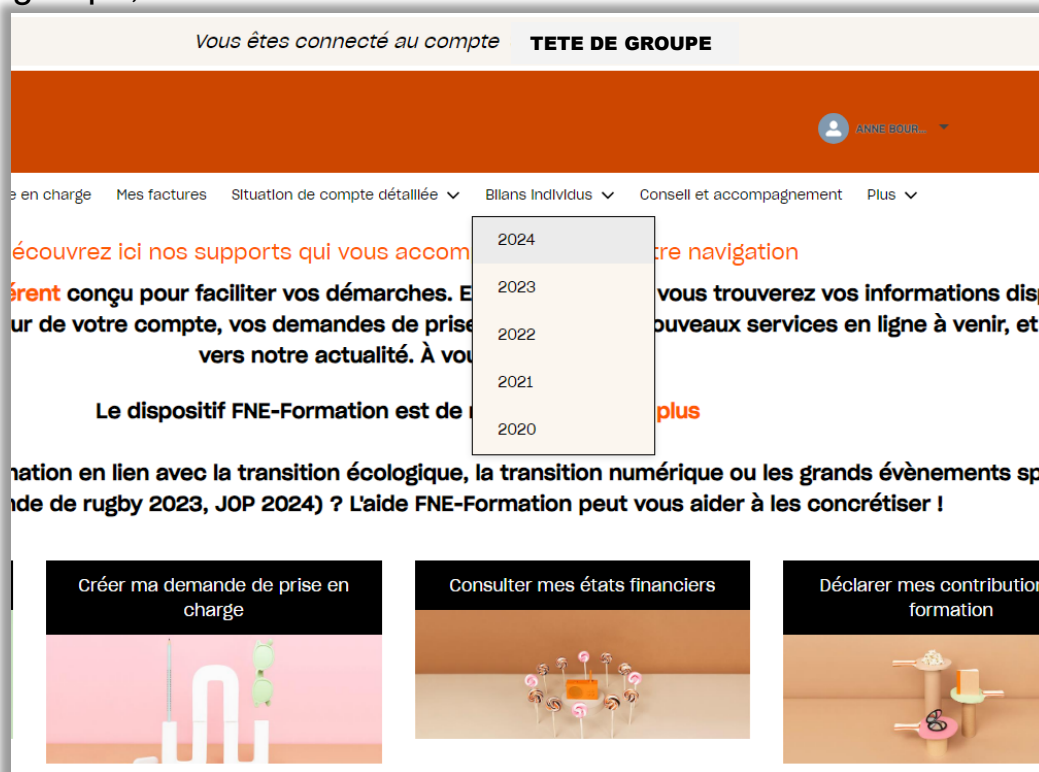 Vous êtes connecté au compte TETE DE GROUPE
ANNE BOUR...
en charge Mes factures Situation de compte détaillée Bilans individus Conseil et accompagnement Plus
2024
2023
2022
2021
2020
écouvrez ici nos supports qui vous accom tre navigation
érent conçu pour faciliter vos démarches. E vous trouverez vos informations dis
ur de votre compte, vos demandes de prise ouveaux services en ligne à venir, et
vers notre actualité. À vou
Le dispositif FNE-Formation est de plus
mation en lien avec la transition écologique, la transition numérique ou les grands évènements sp
nde de rugby 2023, JOP 2024) ? L'aide FNE-Formation peut vous aider à les concrétiser !
Créer ma demande de prise en
charge
Consulter mes états financiers
Déclarer mes contribution
formation